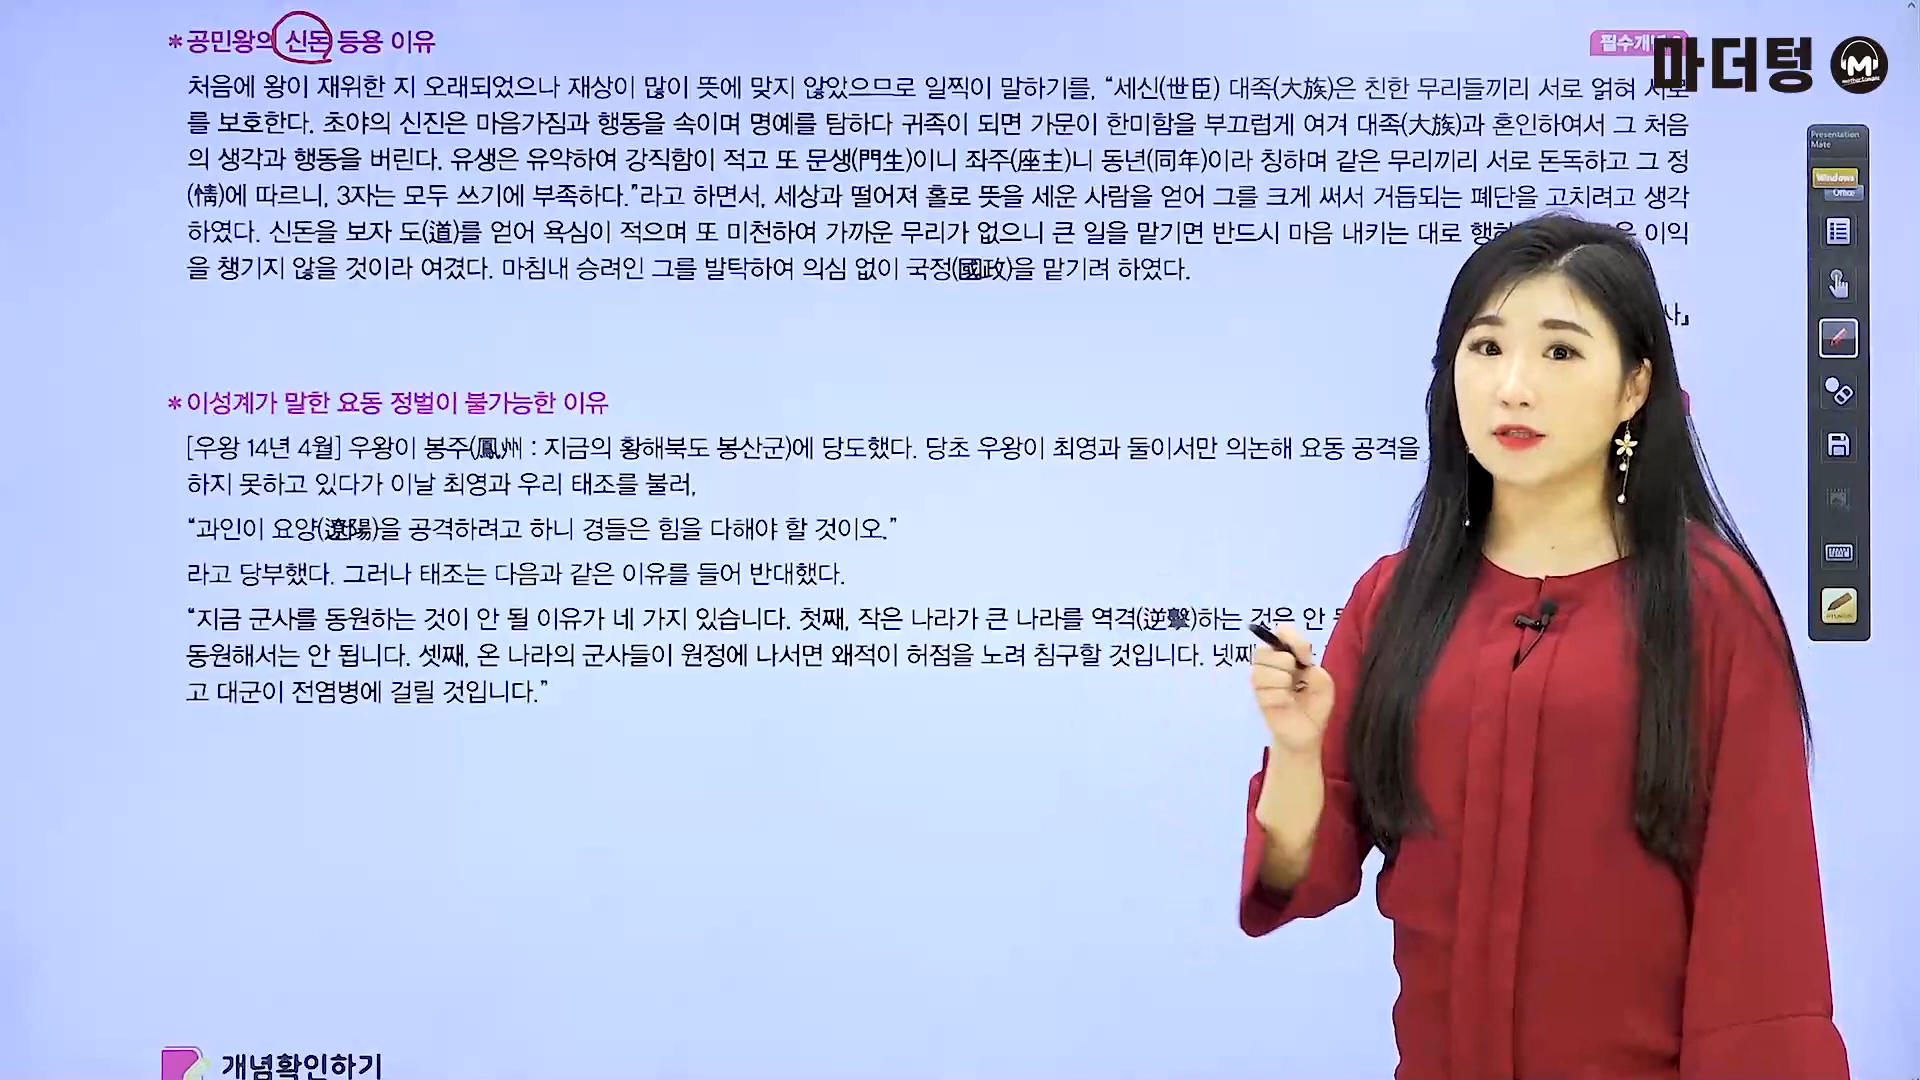 *공민왕의 신돈 등용 이유
필수개
마더텅
처음에 왕이 재위한 지 오래되었으나 재상이 많이 뜻에 맞지 않았으므로 일찍이 말하기를, “세신(世臣) 대족(大族)은 친한 무리들끼리 서로 얽혀 서로
를 보호한다. 초야의 신진은 마음가짐과 행동을 속이며 명예를 탐하다 귀족이 되면 가문이 한미함을 부끄럽게 여겨 대족(大族)과 혼인하여서 그 처음
의 생각과 행동을 버린다. 유생은 유약하여 강직함이 적고 또 문생(門生)이니 좌주(座主)니 동년(同年)이라 칭하며 같은 무리끼리 서로 돈독하고 그 정
(情)에 따르니, 3자는 모두 쓰기에 부족하다.”라고 하면서, 세상과 떨어져 홀로 뜻을 세운 사람을 얻어 그를 크게 써서 거듭되는 폐단을 고치려고 생각
하였다. 신돈을 보자 도(道)를 얻어 욕심이 적으며 또 미천하여 가까운 무리가 없으니 큰 일을 맡기면 반드시 마음 내키는 대로 행하 이익
을 챙기지 않을 것이라 여겼다. 마침내 승려인 그를 발탁하여 의심 없이 국정(國政)을 맡기려 하였다.
사』
*이성계가 말한 요동 정벌이 불가능한 이유
[우왕 14년 4월] 우왕이 봉주(鳳州 : 지금의 황해북도 봉산군)에 당도했다. 당초 우왕이 최영과 둘이서만 의논해 요동 공격을
하지 못하고 있다가 이날 최영과 우리 태조를 불러,
“과인이 요양(遼陽)을 공격하려고 하니 경들은 힘을 다해야 할 것이오.”
라고 당부했다. 그러나 태조는 다음과 같은 이유를 들어 반대했다.
“지금 군사를 동원하는 것이 안 될 이유가 네 가지 있습니다. 첫째, 작은 나라가 큰 나라를 역격(逆擊)하는 것은 안
동원해서는 안 됩니다. 셋째, 온 나라의 군사들이 원정에 나서면 왜적이 허점을 노려 침구할 것입니다. 넷째
고 대군이 전염병에 걸릴 것입니다.”
개념확인하기
Presentation
Mate
Windows
Office